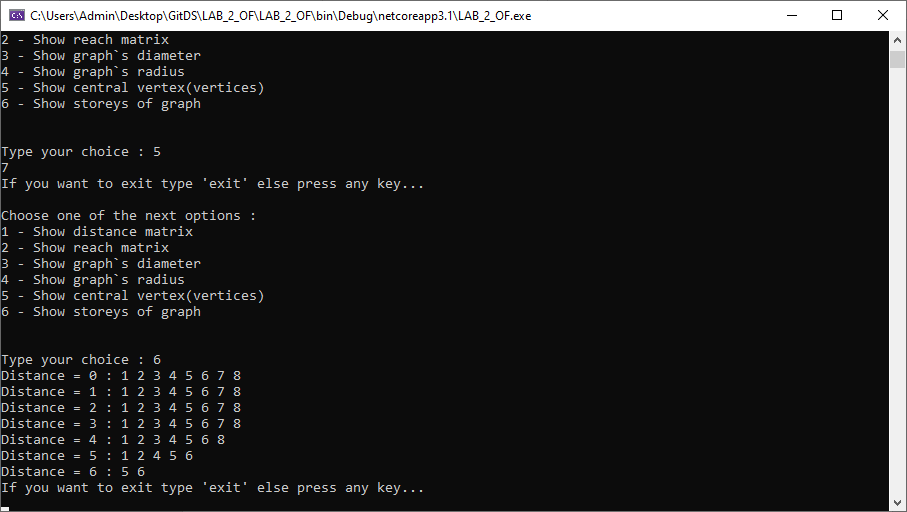 C:\Users\Admin\Desktop\GitDS\LAB_2_OF\LAB_2_OF\bin\Debug\netcoreapp3.1\LAB_2_OF.exe
2 - Show reach matrix
3 - Show graph`s diameter
4 - Show graph`s radius
5 - Show central vertex(vertices)
6 - Show storeys of graph
Type your choice : 5
7
If you want to exit type 'exit' else press any key...
Choose one of the next options :
1 - Show distance matrix
2 - Show reach matrix
3 - Show graph`s diameter
4 - Show graph`s radius
5 - Show central vertex(vertices)
6 - Show storeys of graph
Type your choice : 6
Distance = 0 : 1 2 3 4 5 6 7 8
Distance = 1 : 1 2 3 4 5 6 7 8
Distance = 2 : 1 2 3 4 5 6 7 8
Distance = 3 : 1 2 3 4 5 6 7 8
Distance = 4 : 1 2 3 4 5 6 8
Distance = 5 : 1 2 4 5 6
Distance = 6 : 5 6
If you want to exit type 'exit' else press any key...